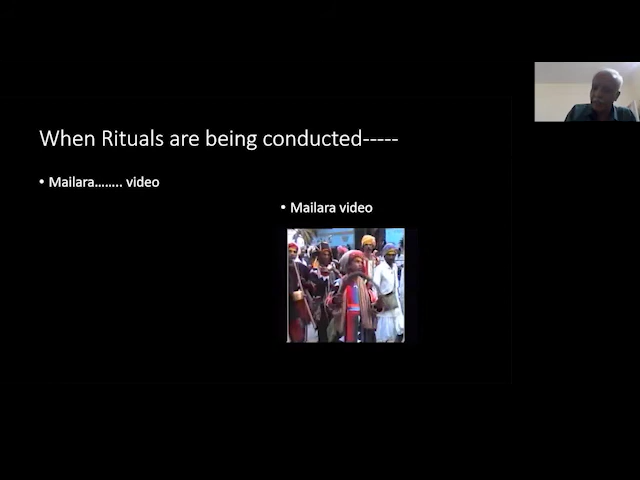 When Rituals are being conducted-----
• Mailara…….. video
• Mailara video